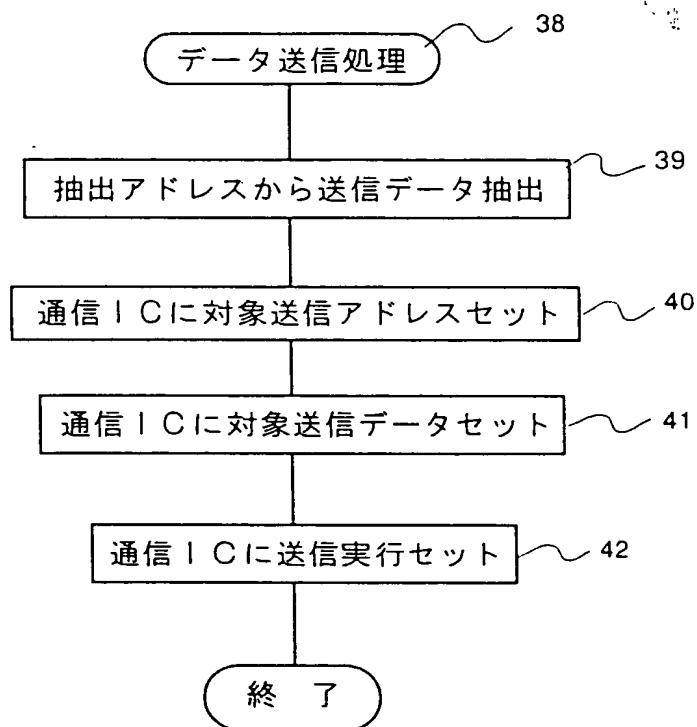 38
データ送信処理
39
抽出アドレスから送信データ抽出
40
通信ＩＣに対象送信アドレスセット
41
通信ＩＣに対象送信データセット
42
通信ＩＣに送信実行セット
終　了